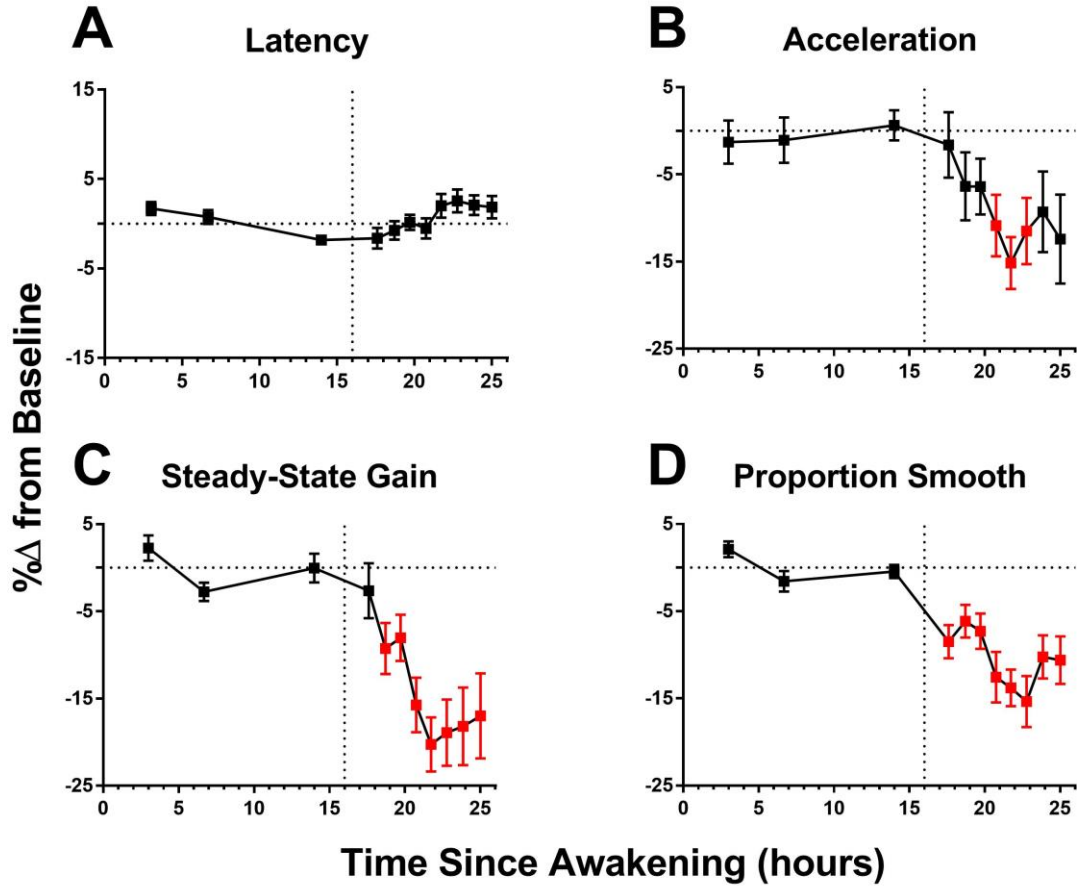 A
Latency
15
5
-5
-15
0 5 10 15 20 25
B
Acceleration
5
-5
-15
-25
0 5 10 15 20 25
C
Steady-State Gain
5
-5
-15
-25
0 5 10 15 20 25
D
Proportion Smooth
5
-5
-15
-25
0 5 10 15 20 25
%Δ from Baseline
Time Since Awakening (hours)